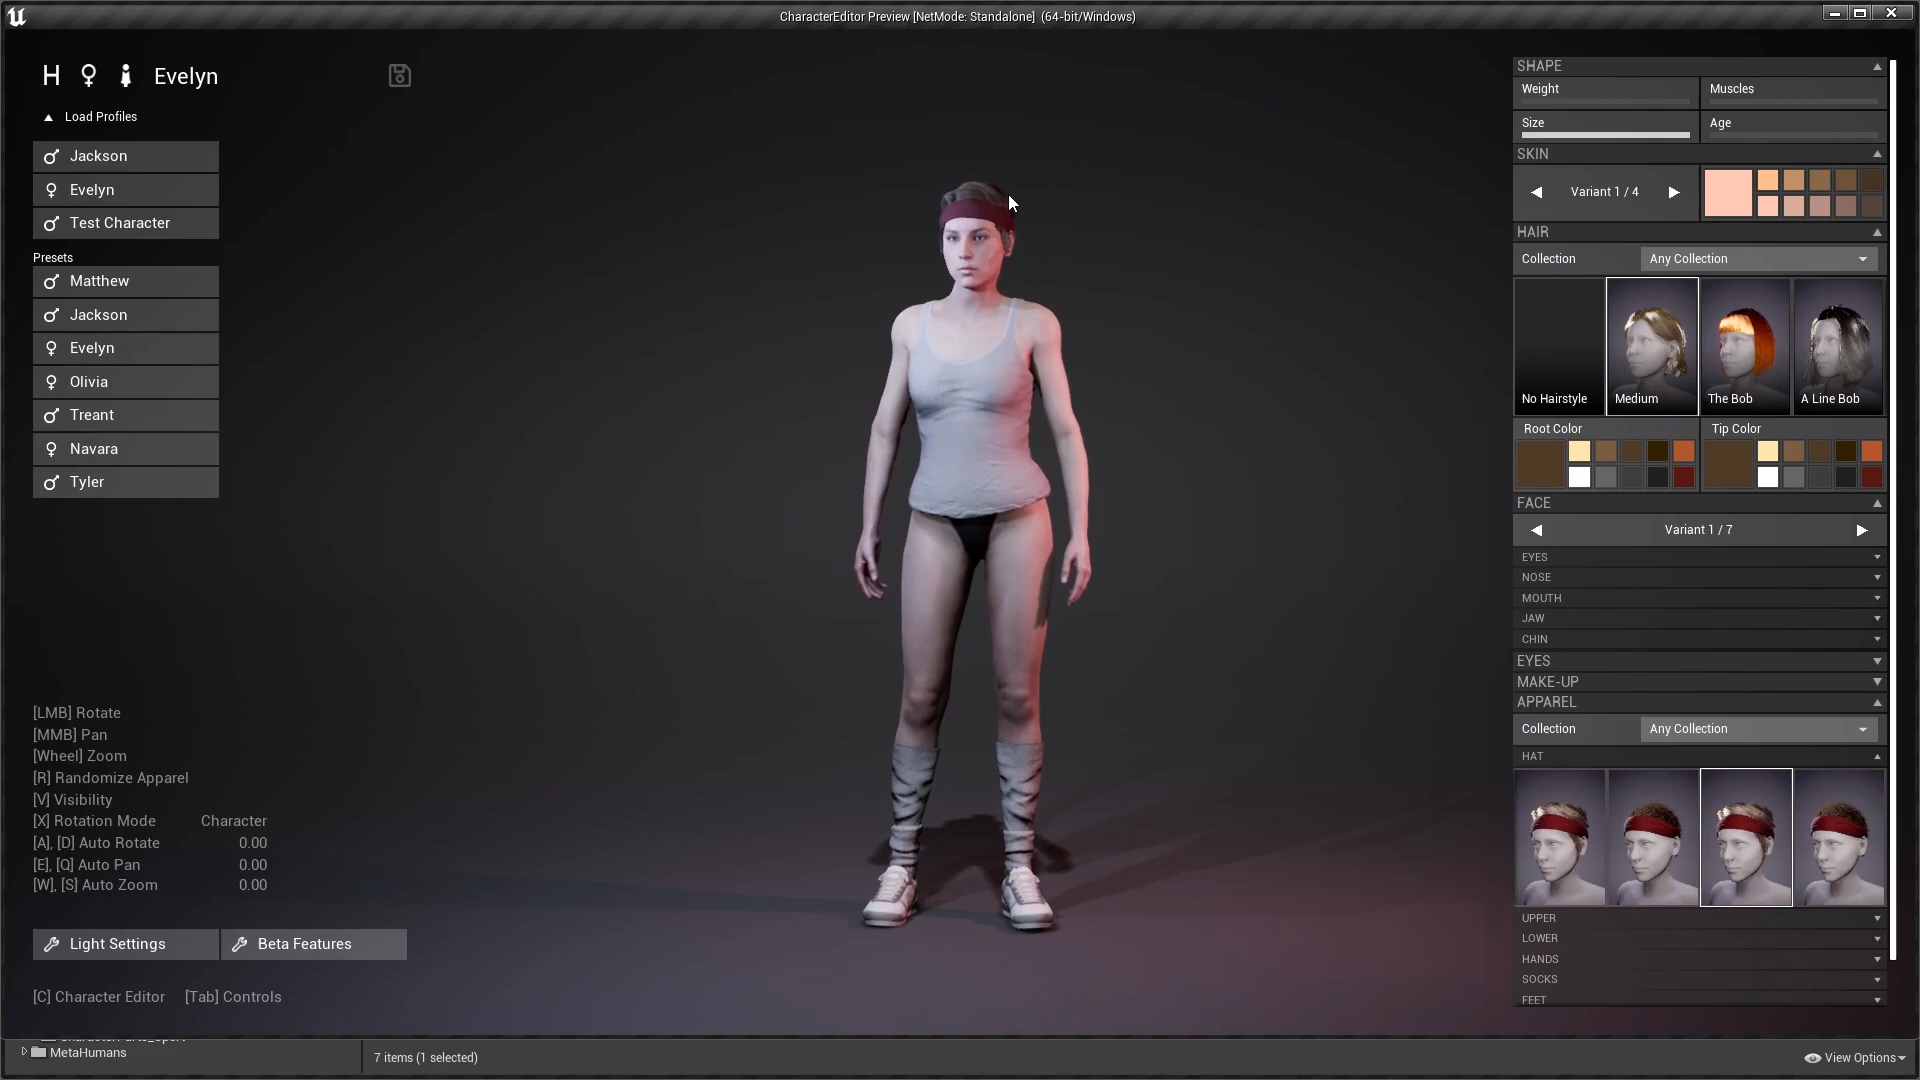 CharacterEditor Preview [NetMode: Standalone] (64-bit/Windows)
H Evelyn
Load Profiles
Jackson
Evelyn
Test Character
Presets
Matthew
Jackson
Evelyn
Olivia
Treant
Navara
Tyler
[LMB] Rotate
[MMB] Pan
[Wheel] Zoom
[R] Randomize Apparel
[V] Visibility
[X] Rotation Mode Character
[A], [D] Auto Rotate 0.00
[E], [Q] Auto Pan 0.00
[W], [S] Auto Zoom 0.00
Light Settings Beta Features
[C] Character Editor [Tab] Controls
SHAPE
Weight Muscles
Size Age
SKIN
Variant 1 / 4
HAIR
Collection Any Collection
No Hairstyle Medium The Bob A Line Bob
Root Color Tip Color
FACE
Variant 1 / 7
EYES
NOSE
MOUTH
JAW
CHIN
EYES
MAKE-UP
APPAREL
Collection Any Collection
HAT
UPPER
LOWER
HANDS
SOCKS
FEET
MetaHumans
7 items (1 selected)
View Options